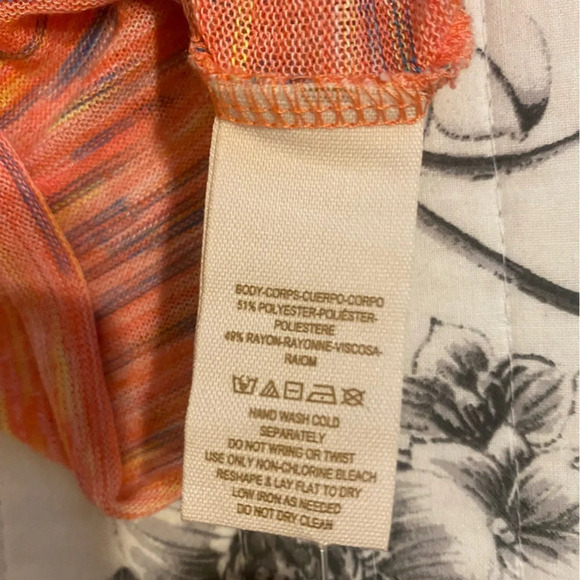 BODY-CORPS-CUERPO-CORPO
51% POLYESTER-POLIÉSTER-
POLIESTERE
49% RAYON-RAYONNE-VISCOSA-
RAIOM
HAND WASH COLD
SEPARATELY
DO NOT WRING OR TWIST
USE ONLY NON-CHLORINE BLEACH
RESHAPE & LAY FLAT TO DRY
LOW IRON AS NEEDED
DO NOT DRY CLEAN